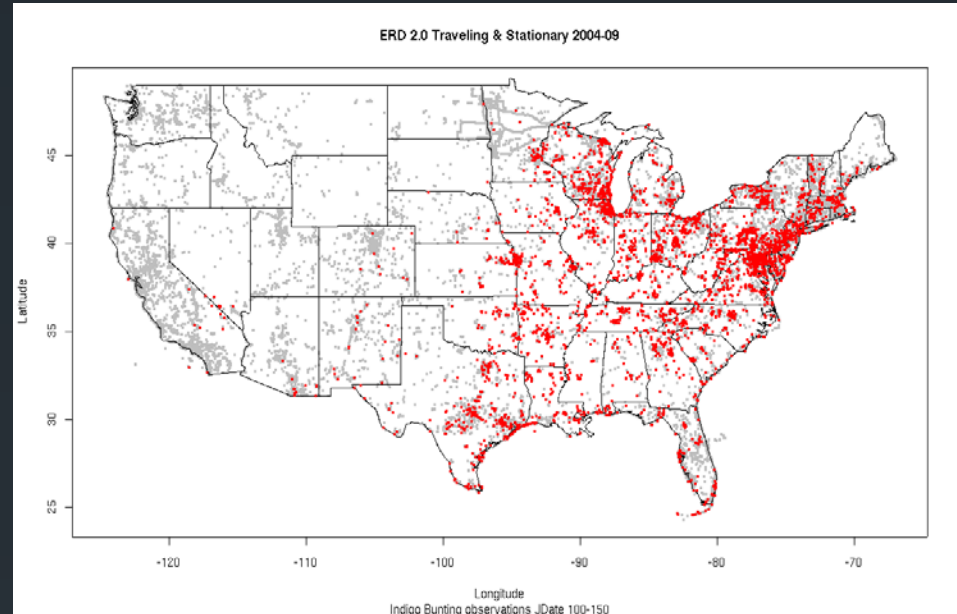 ERD 2.0 Traveling & Stationary 2004-09
45
40
35
30
25
Latitude
-120 -110 -100 -90 -80 -70
Longitude
Indigo Bunting observations JDate 100-150